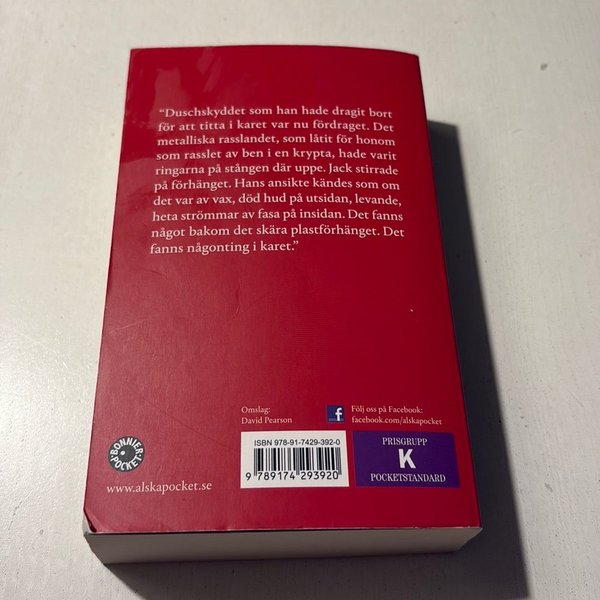 “Duschskyddet som han hade dragit bort
för att titta i karet var nu fördraget. Det
metalliska rasslandet, som låtit för honom
som rasslet av ben i en krypta, hade varit
ringarna på stången där uppe. Jack stirrade
på förhänget. Hans ansikte kändes som om
det var av vax, död hud på utsidan, levande,
heta strömmar av fasa på insidan. Det fanns
något bakom det skära plastförhänget. Det
fanns någonting i karet.”
Omslag:
David Pearson
f
Följ oss på Facebook:
facebook.com/alskapocket
BONNIER
POCKET
www.alskapocket.se
ISBN 978-91-7429-392-0
9 789174 293920
PRISGRUPP
K
POCKETSTANDARD